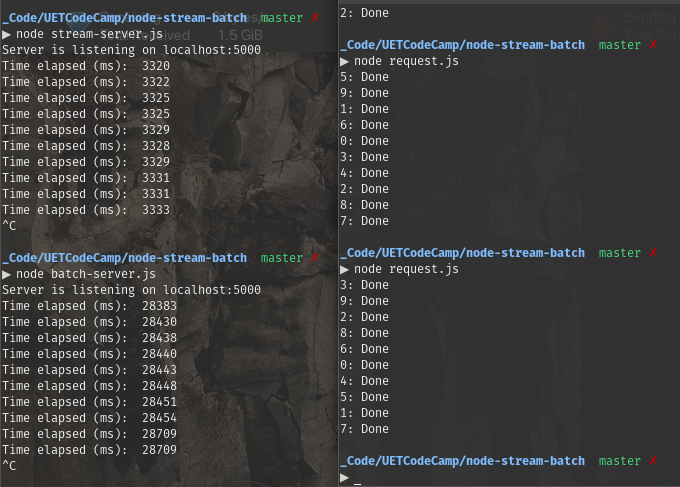 _Code/UETCodeCamp/node-stream-batch master ✗
▶ node stream-server.js
Server is listening on localhost:5000
Time elapsed (ms): 3320
Time elapsed (ms): 3322
Time elapsed (ms): 3325
Time elapsed (ms): 3325
Time elapsed (ms): 3329
Time elapsed (ms): 3328
Time elapsed (ms): 3329
Time elapsed (ms): 3331
Time elapsed (ms): 3331
Time elapsed (ms): 3333
^C
_Code/UETCodeCamp/node-stream-batch master ✗
▶ node batch-server.js
Server is listening on localhost:5000
Time elapsed (ms): 28383
Time elapsed (ms): 28430
Time elapsed (ms): 28438
Time elapsed (ms): 28440
Time elapsed (ms): 28443
Time elapsed (ms): 28448
Time elapsed (ms): 28451
Time elapsed (ms): 28454
Time elapsed (ms): 28709
Time elapsed (ms): 28709
^C
2: Done
_Code/UETCodeCamp/node-stream-batch master ✗
▶ node request.js
5: Done
9: Done
1: Done
6: Done
0: Done
3: Done
4: Done
2: Done
8: Done
7: Done
_Code/UETCodeCamp/node-stream-batch master ✗
▶ node request.js
3: Done
9: Done
2: Done
8: Done
6: Done
0: Done
4: Done
5: Done
1: Done
7: Done
_Code/UETCodeCamp/node-stream-batch master ✗
▶ _
1.5 GiB
Sending